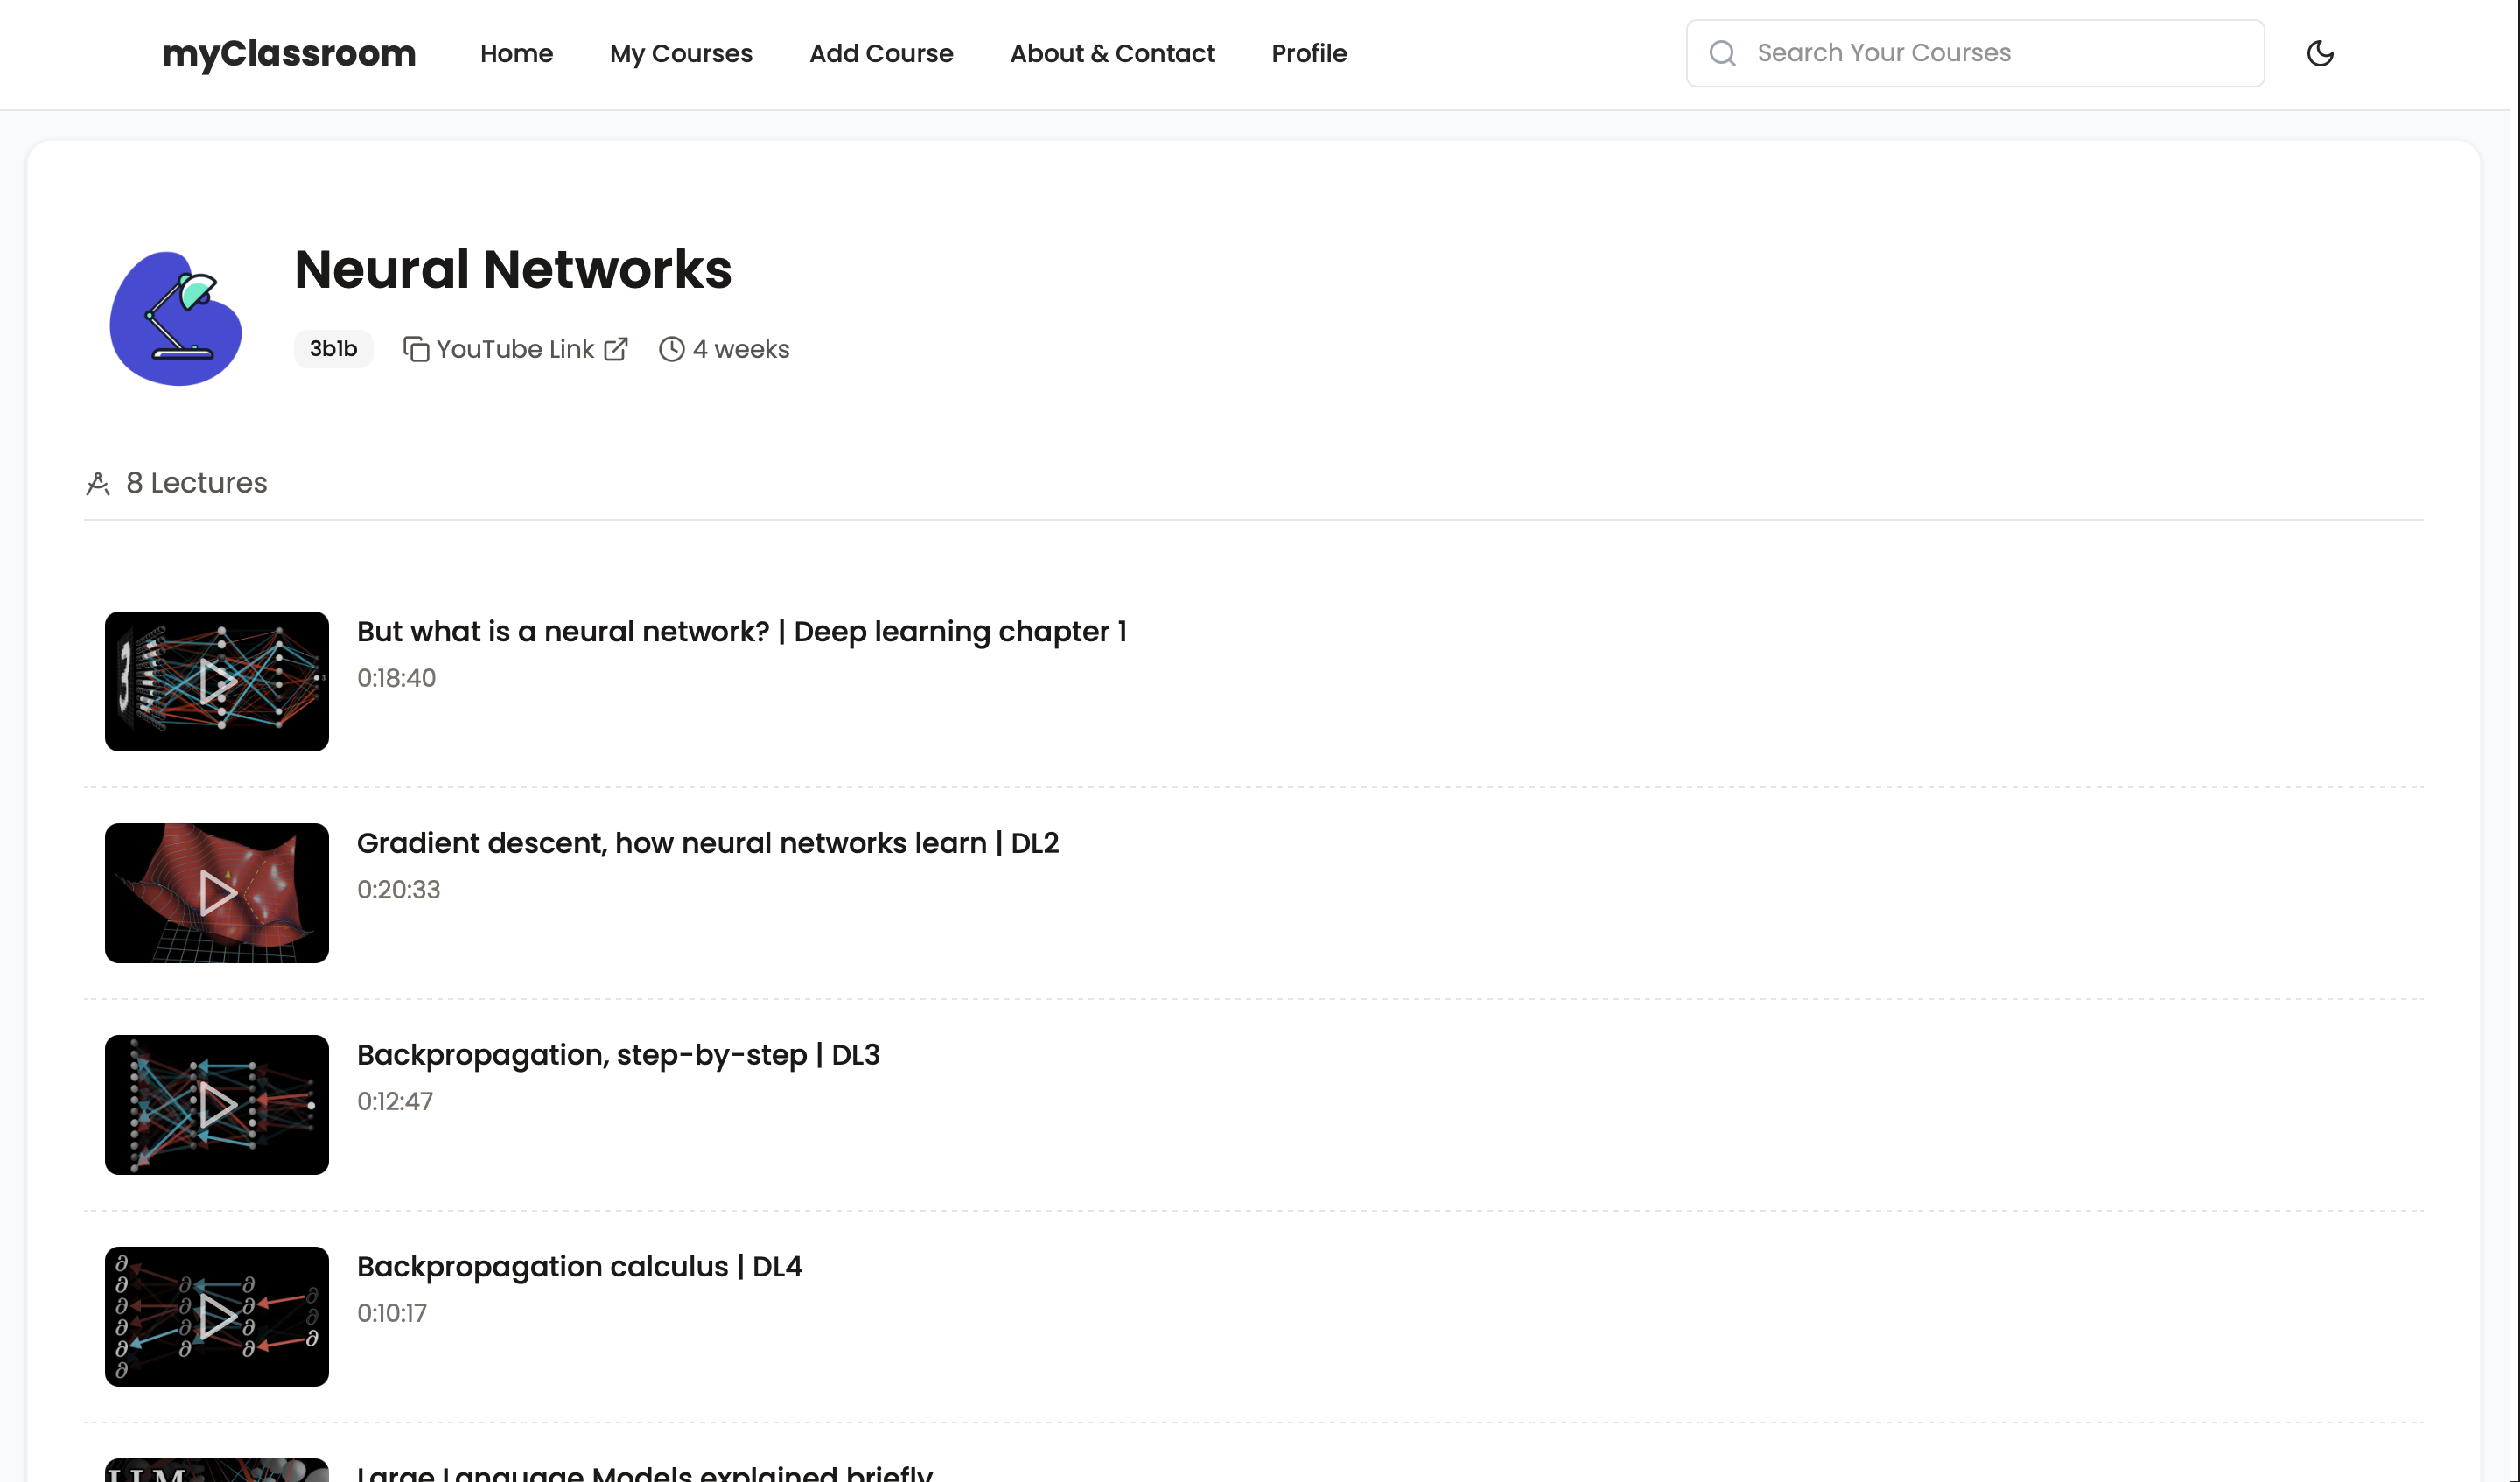 myClassroom
Home
My Courses
Add Course
About & Contact
Profile
Search Your Courses
Neural Networks
3b1b
YouTube Link
4 weeks
8 Lectures
But what is a neural network? | Deep learning chapter 1
0:18:40
Gradient descent, how neural networks learn | DL2
0:20:33
Backpropagation, step-by-step | DL3
0:12:47
Backpropagation calculus | DL4
0:10:17
LLM
Large Language Models explained briefly